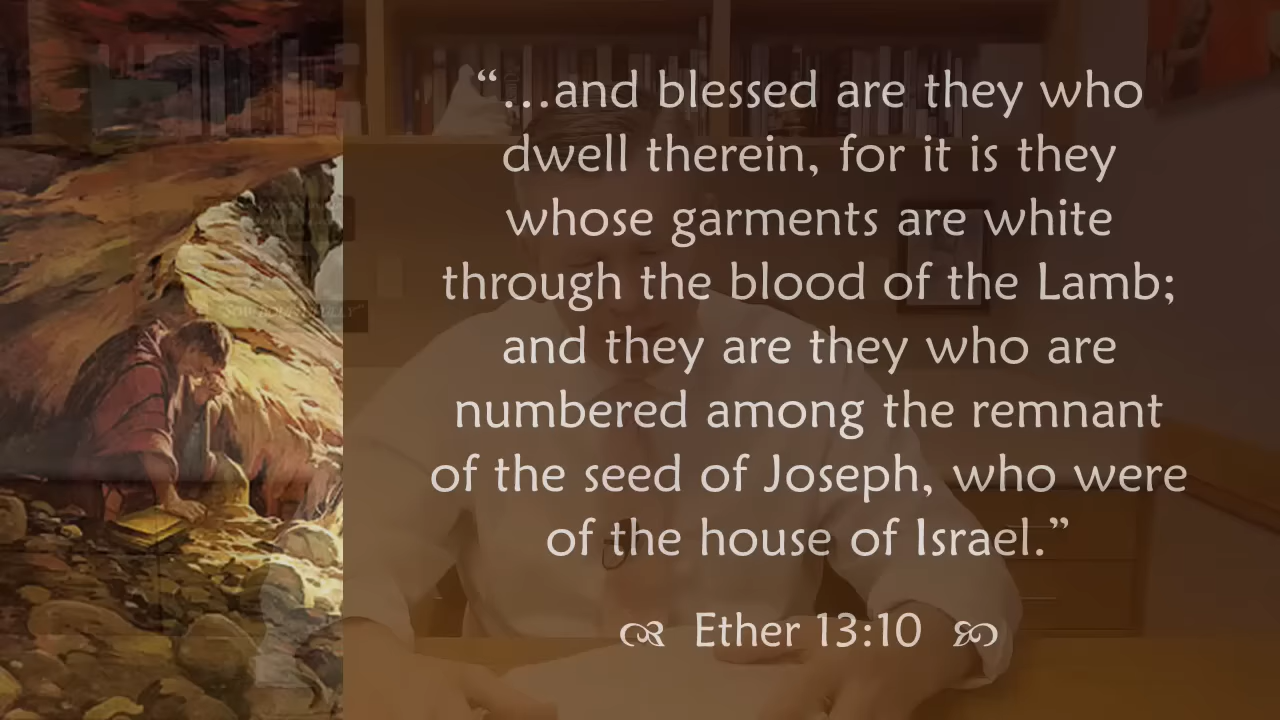 “…and blessed are they who
dwell therein, for it is they
whose garments are white
through the blood of the Lamb;
and they are they who are
numbered among the remnant
of the seed of Joseph, who were
of the house of Israel.”
Ether 13:10